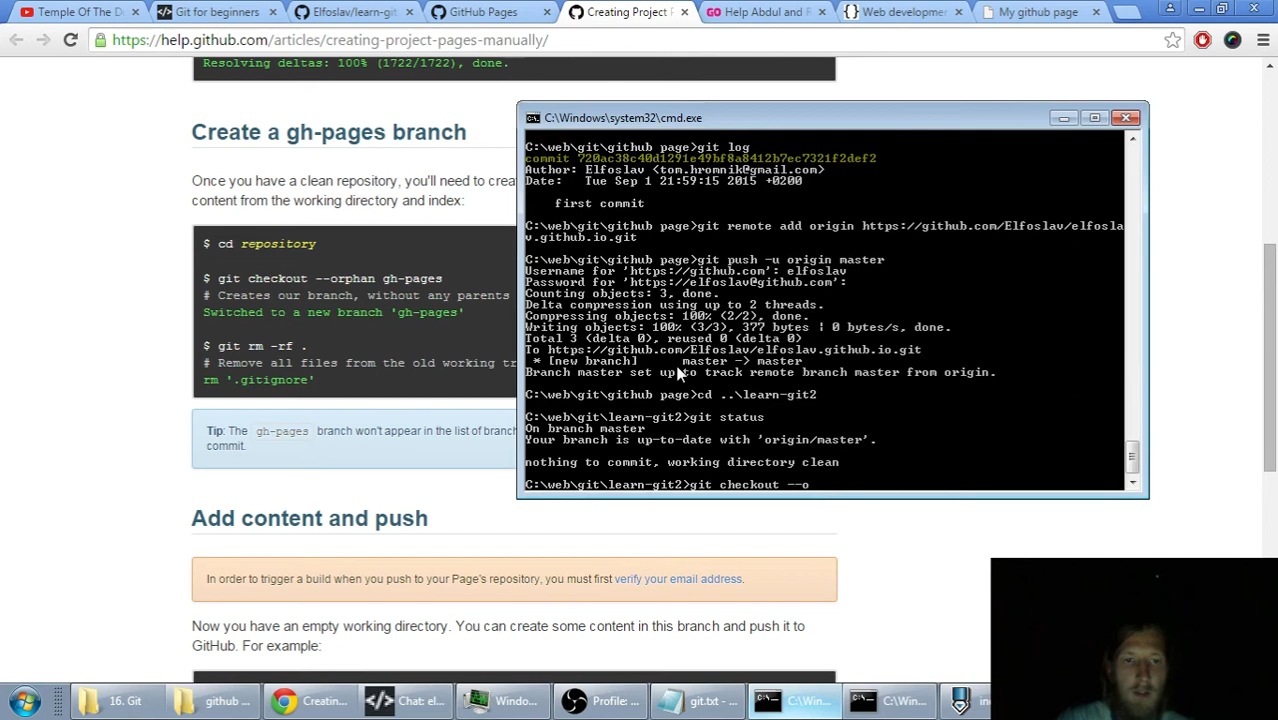 Temple Of The D
Git for beginners
Elfoslav/learn-git
GitHub Pages
Creating Project P
Help Abdul and R
Web developmen
My github page
https://help.github.com/articles/creating-project-pages-manually/
Resolving deltas: 100% (1722/1722), done.
Create a gh-pages branch
Once you have a clean repository, you'll need to crea
content from the working directory and index:
$ cd repository
$ git checkout --orphan gh-pages
# Creates our branch, without any parents
Switched to a new branch 'gh-pages'
$ git rm -rf .
# Remove all files from the old working tr
rm '.gitignore'
Tip: The gh-pages branch won't appear in the list of branch
commit.
Add content and push
In order to trigger a build when you push to your Page's repository, you must first verify your email address.
Now you have an empty working directory. You can create some content in this branch and push it to
GitHub. For example:
C:\Windows\system32\cmd.exe
C:\web\git\github page>git log
commit 720ac38c40d1291e49bf8a8412b7ec7321f2def2
Author: Elfoslav <tom.hromnik@gmail.com>
Date:   Tue Sep 1 21:59:15 2015 +0200
first commit
C:\web\git\github page>git remote add origin https://github.com/Elfoslav/elfosla
v.github.io.git
C:\web\git\github page>git push -u origin master
Username for 'https://github.com': elfoslav
Password for 'https://elfoslav@github.com':
Counting objects: 3, done.
Delta compression using up to 2 threads.
Compressing objects: 100% (2/2), done.
Writing objects: 100% (3/3), 377 bytes | 0 bytes/s, done.
Total 3 (delta 0), reused 0 (delta 0)
To https://github.com/Elfoslav/elfoslav.github.io.git
* [new branch]      master -> master
Branch master set up to track remote branch master from origin.
C:\web\git\github page>cd ..\learn-git2
C:\web\git\learn-git2>git status
On branch master
Your branch is up-to-date with 'origin/master'.
nothing to commit, working directory clean
C:\web\git\learn-git2>git checkout --o
16. Git
github ...
Creatin...
Chat: el...
Windo...
Profile: ...
git.txt - ...
C:\Win...
C:\Win...